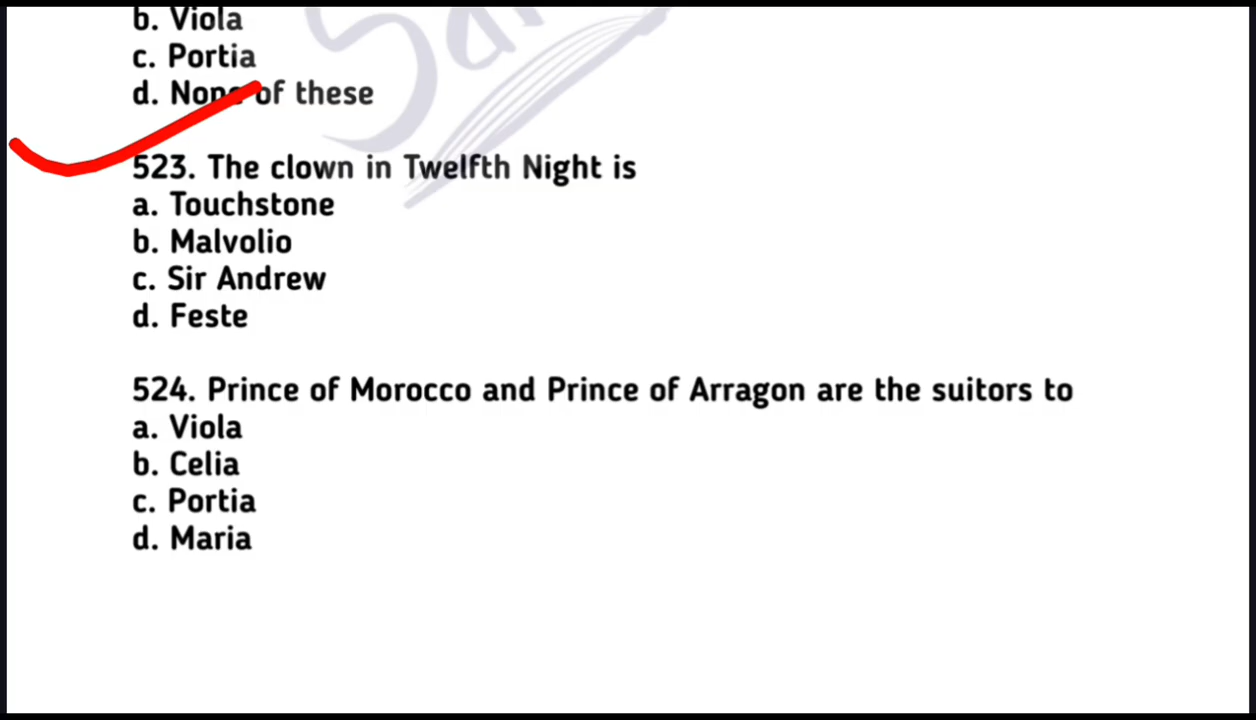 b. Viola
c. Portia
d. None of these
523. The clown in Twelfth Night is
a. Touchstone
b. Malvolio
c. Sir Andrew
d. Feste
524. Prince of Morocco and Prince of Arragon are the suitors to
a. Viola
b. Celia
c. Portia
d. Maria